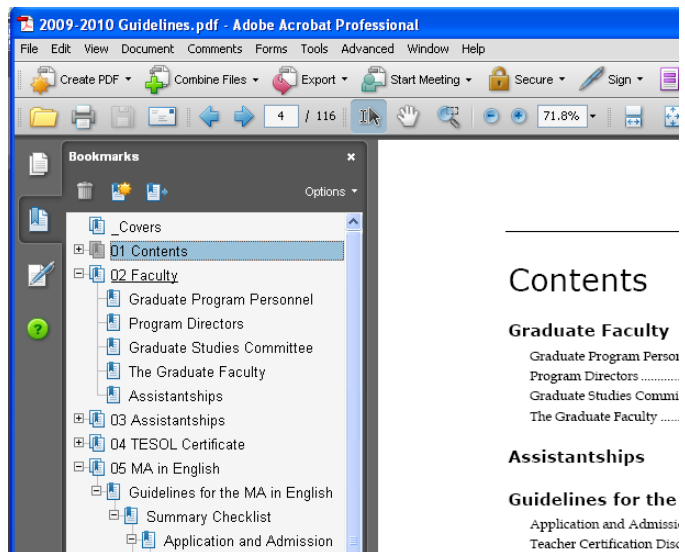 2009-2010 Guidelines.pdf - Adobe Acrobat Professional
File Edit View Document Comments Forms Tools Advanced Window Help
Create PDF Combine Files Export Start Meeting Secure Sign
4 / 116 71.8%
Bookmarks
Options
_Covers
01 Contents
02 Faculty
Graduate Program Personnel
Program Directors
Graduate Studies Committee
The Graduate Faculty
Assistantships
03 Assistantships
04 TESOL Certificate
05 MA in English
Guidelines for the MA in English
Summary Checklist
Application and Admission
Contents
Graduate Faculty
Graduate Program Person
Program Directors ............
Graduate Studies Commi
The Graduate Faculty .....
Assistantships
Guidelines for the
Application and Admissi
Teacher Certification Disc